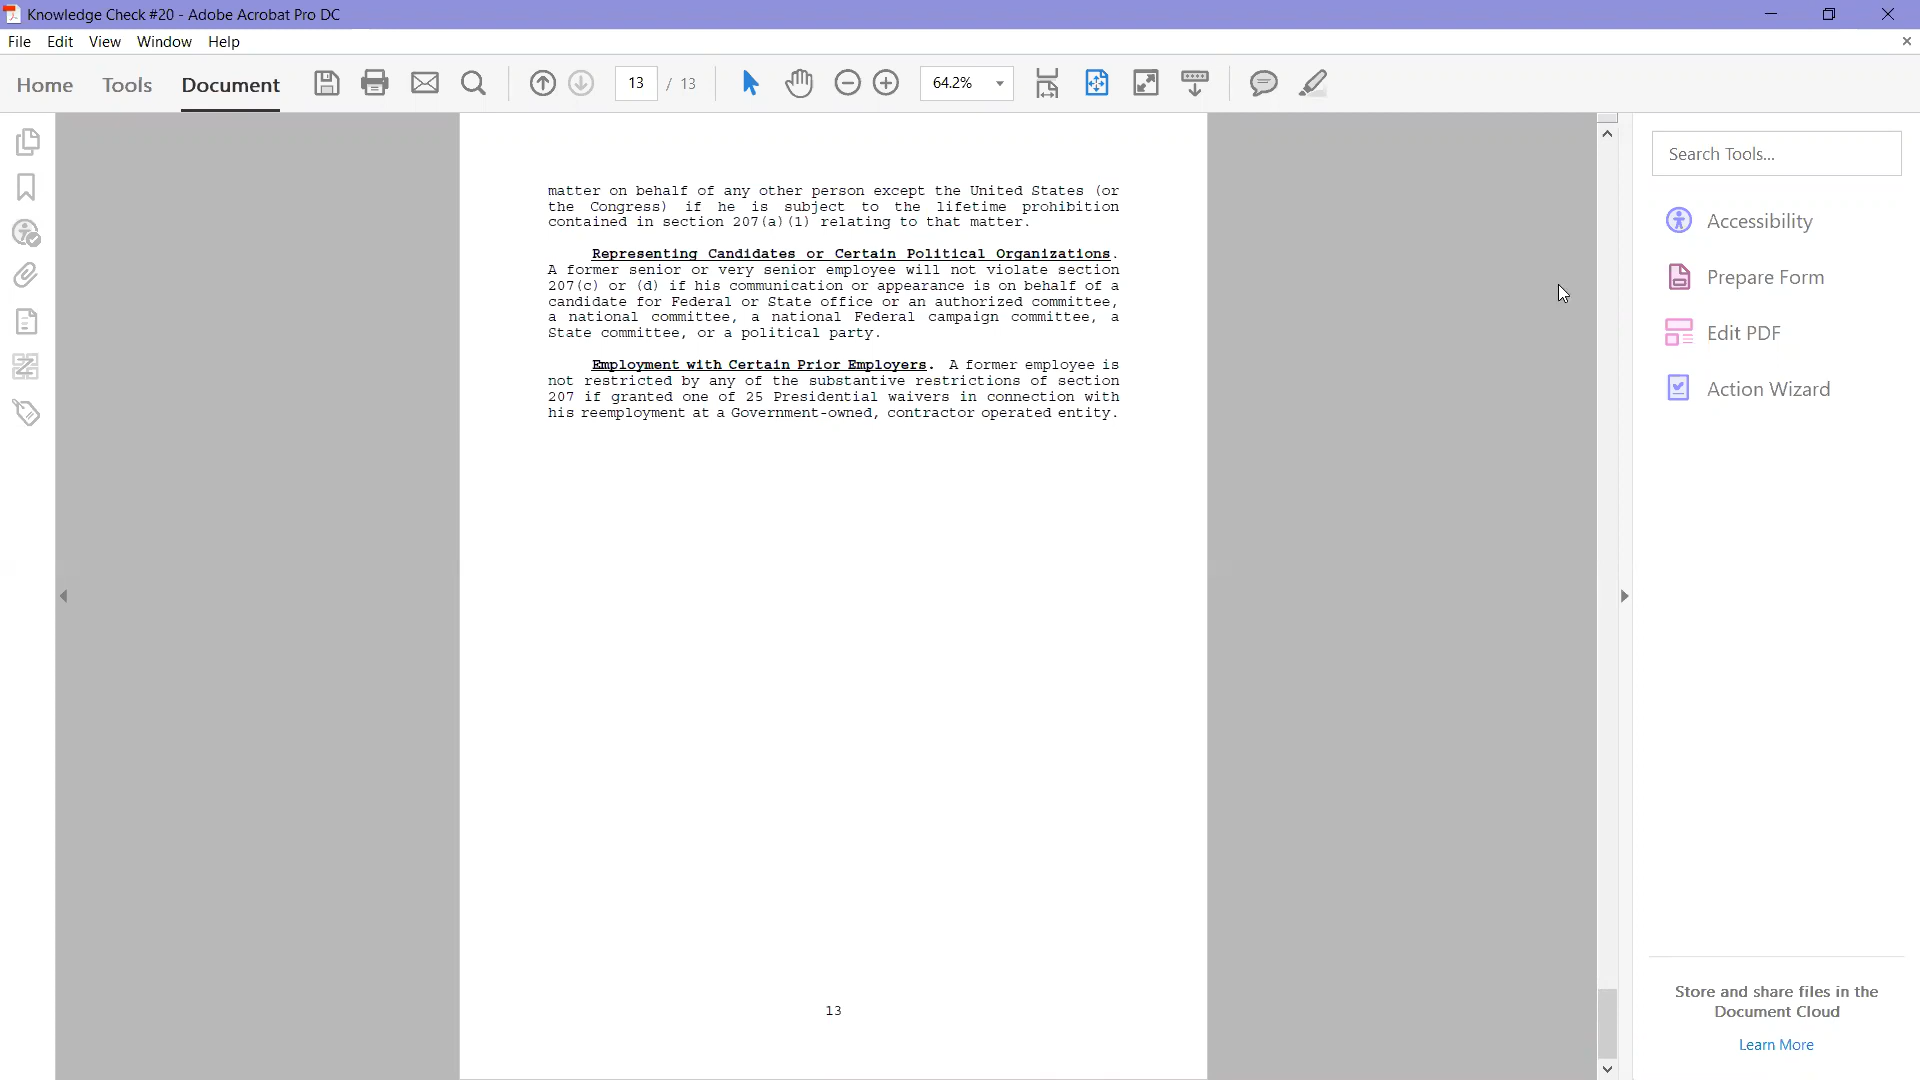 Knowledge Check #20 - Adobe Acrobat Pro DC
File Edit View Window Help
Home Tools Document 13 / 13 64.2%
Search Tools...
Accessibility
Prepare Form
Edit PDF
Action Wizard
matter on behalf of any other person except the United States (or
the Congress) if he is subject to the lifetime prohibition
contained in section 207(a)(1) relating to that matter.
Representing Candidates or Certain Political Organizations.
A former senior or very senior employee will not violate section
207(c) or (d) if his communication or appearance is on behalf of a
candidate for Federal or State office or an authorized committee,
a national committee, a national Federal campaign committee, a
State committee, or a political party.
Employment with Certain Prior Employers. A former employee is
not restricted by any of the substantive restrictions of section
207 if granted one of 25 Presidential waivers in connection with
his reemployment at a Government-owned, contractor operated entity.
13
Store and share files in the
Document Cloud
Learn More